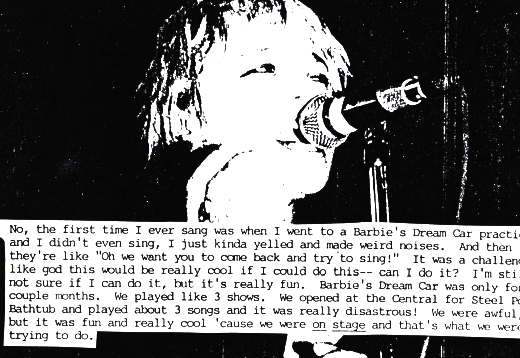 No, the first time I ever sang was when I went to a Barbie's Dream Car practi
and I didn't even sing, I just kinda yelled and made weird noises.  And then
they're like "Oh we want you to come back and try to sing!"  It was a challen
like god this would be really cool if I could do this-- can I do it?  I'm sti
not sure if I can do it, but it's really fun.  Barbie's Dream Car was only fo
couple months.  We played like 3 shows.  We opened at the Central for Steel Po
Bathtub and played about 3 songs and it was really disastrous!  We were awful,
but it was fun and really cool 'cause we were on stage and that's what we were
trying to do.